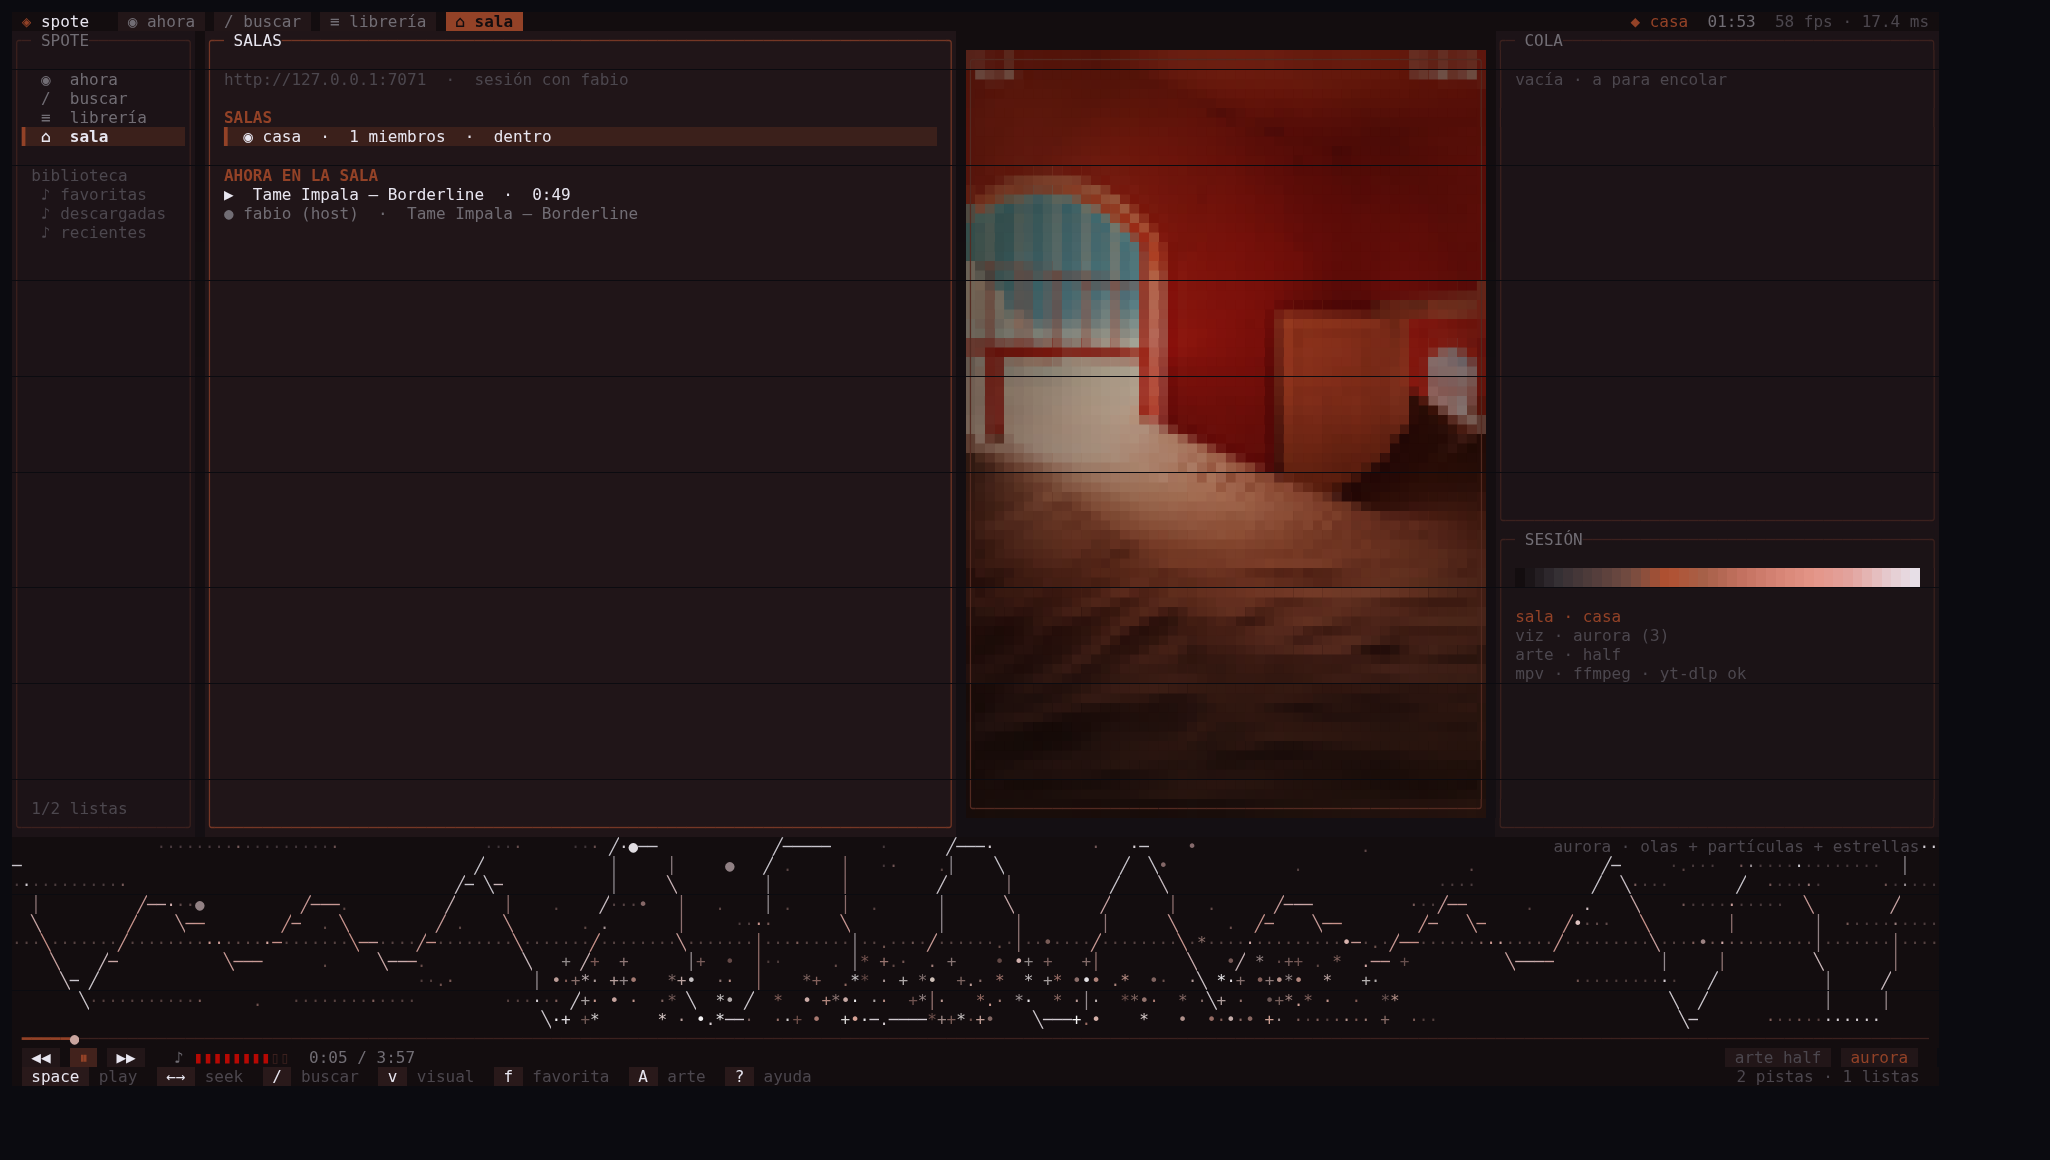 ◈ spote ◉ ahora / buscar ≡ librería ⌂ sala ◆ casa 01:53 58 fps · 17.4 ms
SPOTE
◉ ahora
/ buscar
≡ librería
⌂ sala
biblioteca
♪ favoritas
♪ descargadas
♪ recientes
1/2 listas
SALAS
http://127.0.0.1:7071 · sesión con fabio
SALAS
◉ casa · 1 miembros · dentro
AHORA EN LA SALA
▶ Tame Impala — Borderline · 0:49
● fabio (host) · Tame Impala — Borderline
COLA
vacía · a para encolar
SESIÓN
sala · casa
viz · aurora (3)
arte · half
mpv · ffmpeg · yt-dlp ok
aurora · olas + partículas + estrellas
◀◀ ⏸ ▶▶ ♪ 0:05 / 3:57 arte half aurora
space play ←→ seek / buscar v visual f favorita A arte ? ayuda 2 pistas · 1 listas